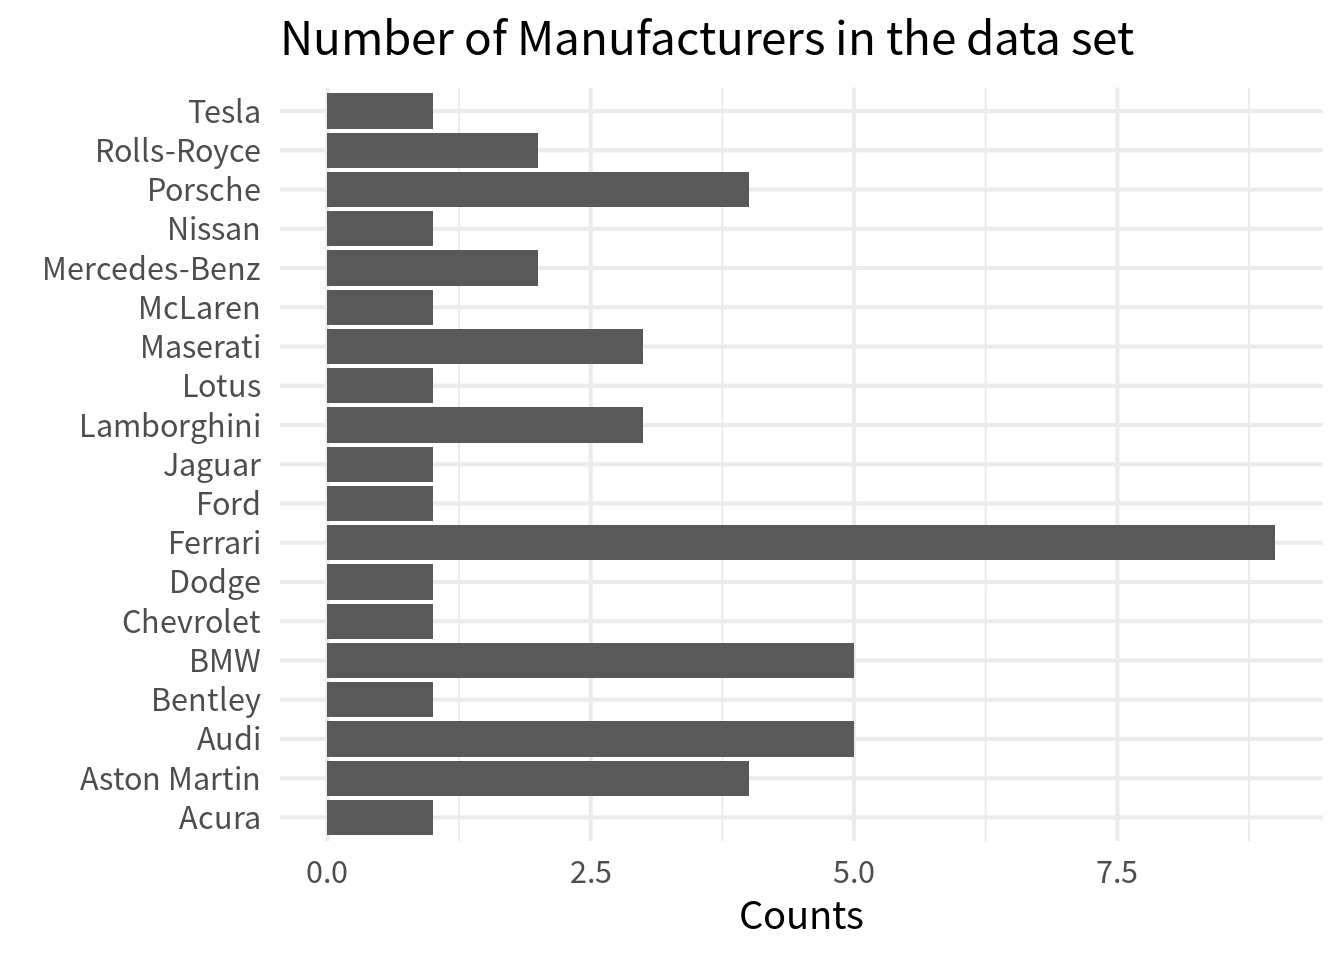 Number of Manufacturers in the data set
Tesla
Rolls-Royce
Porsche
Nissan
Mercedes-Benz
McLaren
Maserati
Lotus
Lamborghini
Jaguar
Ford
Ferrari
Dodge
Chevrolet
BMW
Bentley
Audi
Aston Martin
Acura
0.0 2.5 5.0 7.5
Counts